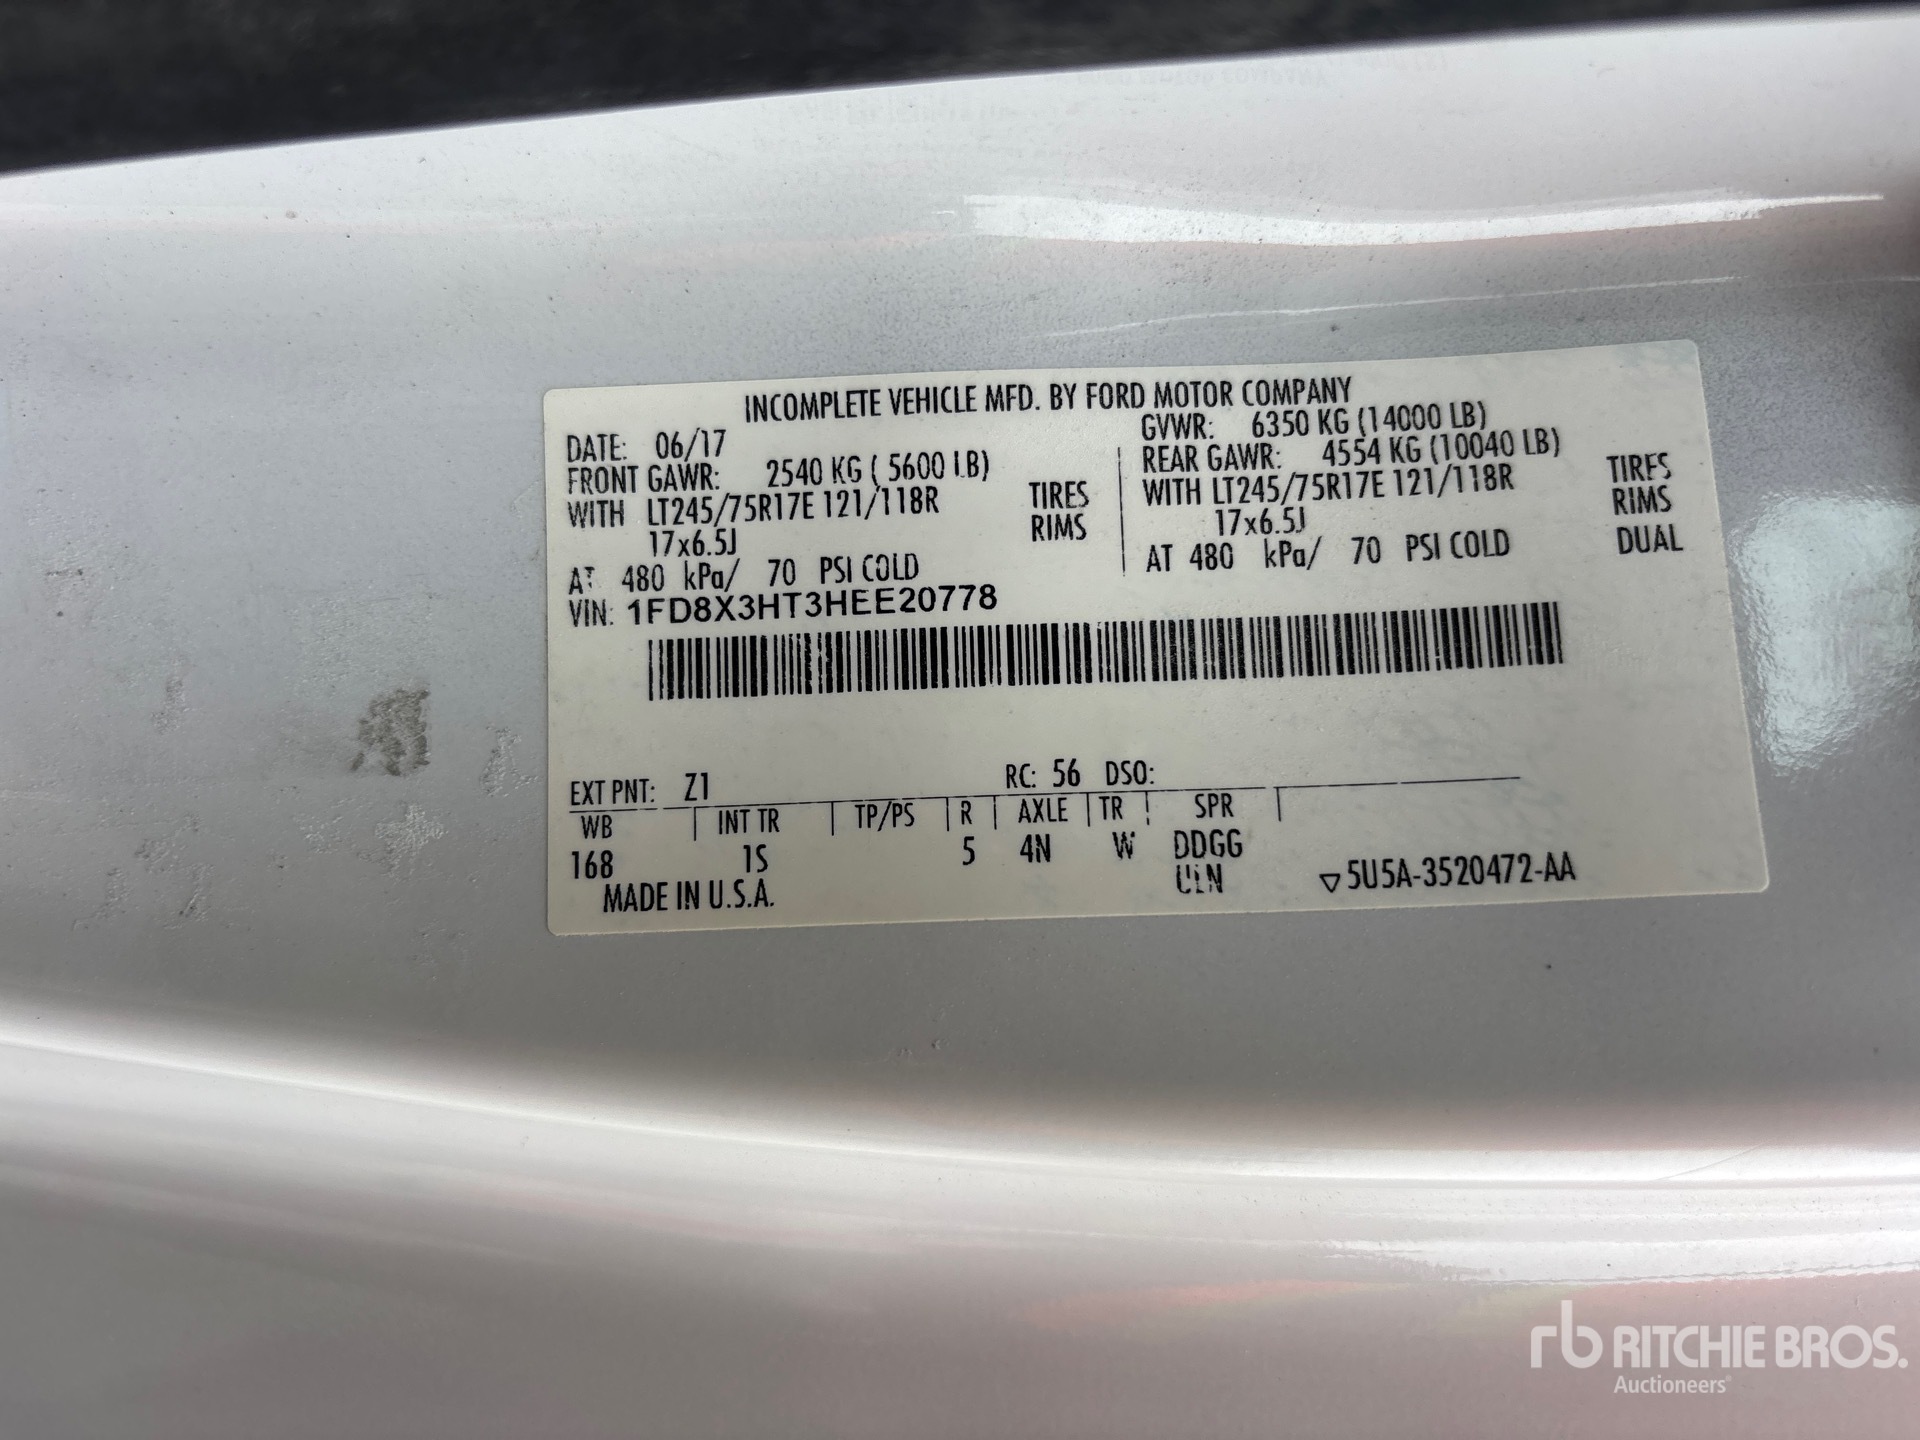 INCOMPLETE VEHICLE MFD. BY FORD MOTOR COMPANY
DATE: 06/17 GVWR: 6350 KG (14000 LB)
FRONT GAWR: 2540 KG ( 5600 LB) REAR GAWR: 4554 KG (10040 LB)
WITH LT245/75R17E 121/118R TIRES WITH LT245/75R17E 121/118R TIRES
17x6.5J RIMS 17x6.5J RIMS
AT 480 kPa/ 70 PSI COLD AT 480 kPa/ 70 PSI COLD DUAL
VIN: 1FD8X3HT3HEE20778
EXT PNT: Z1 RC: 56 DSO:
WB INT TR TP/PS R AXLE TR SPR
168 1S 5 4N W DDGG
ULN
MADE IN U.S.A. ▽5U5A-3520472-AA
rb RITCHIE BROS.
Auctioneers